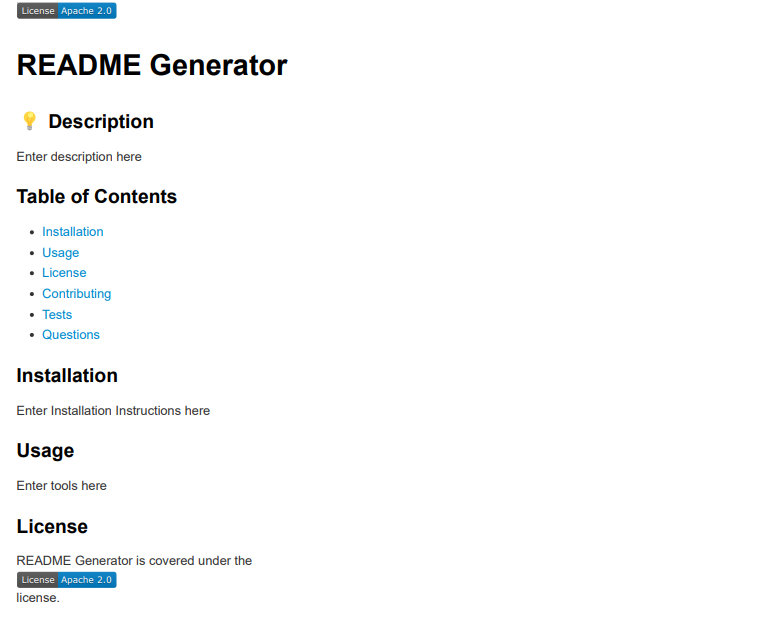 License Apache 2.0
README Generator
💡 Description
Enter description here
Table of Contents
• Installation
• Usage
• License
• Contributing
• Tests
• Questions
Installation
Enter Installation Instructions here
Usage
Enter tools here
License
README Generator is covered under the
License Apache 2.0
license.